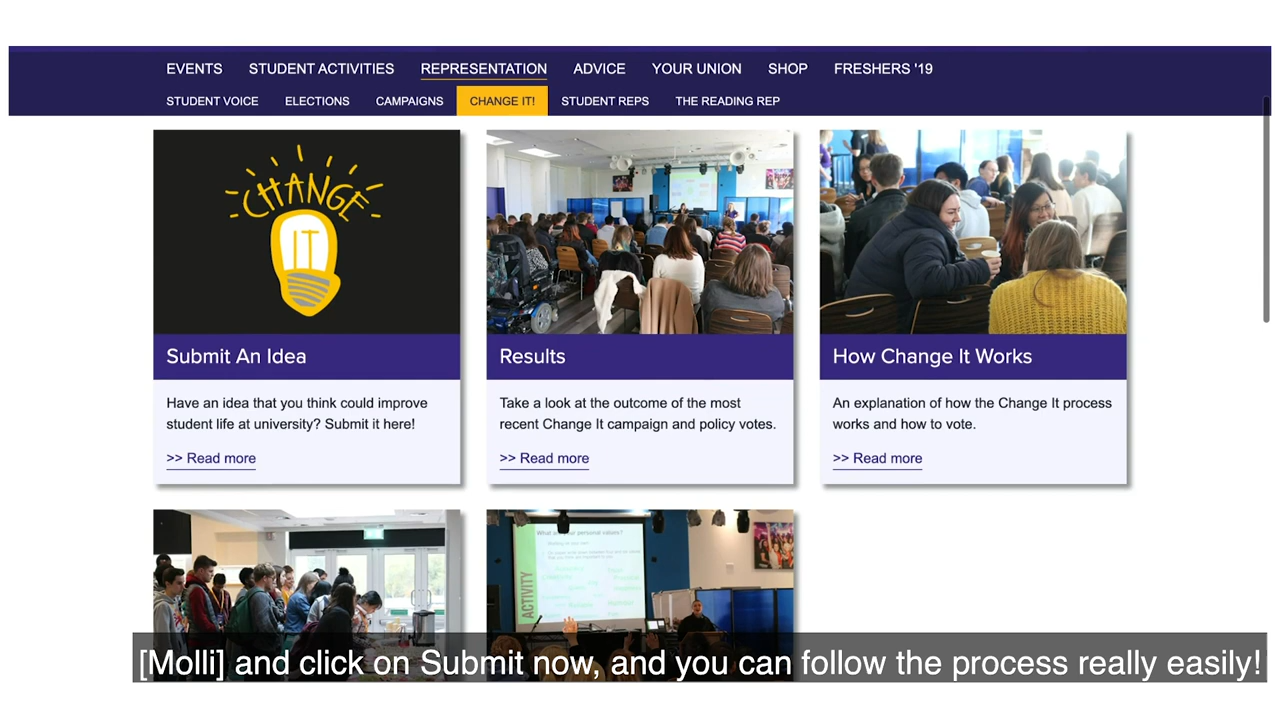 EVENTS STUDENT ACTIVITIES REPRESENTATION ADVICE YOUR UNION SHOP FRESHERS '19
STUDENT VOICE ELECTIONS CAMPAIGNS CHANGE IT! STUDENT REPS THE READING REP
CHANGE
IT
Submit An Idea
Have an idea that you think could improve
student life at university? Submit it here!
>> Read more
Results
Take a look at the outcome of the most
recent Change It campaign and policy votes.
>> Read more
How Change It Works
An explanation of how the Change It process
works and how to vote.
>> Read more
What are your personal values?
ACTIVITY
[Molli] and click on Submit now, and you can follow the process really easily!